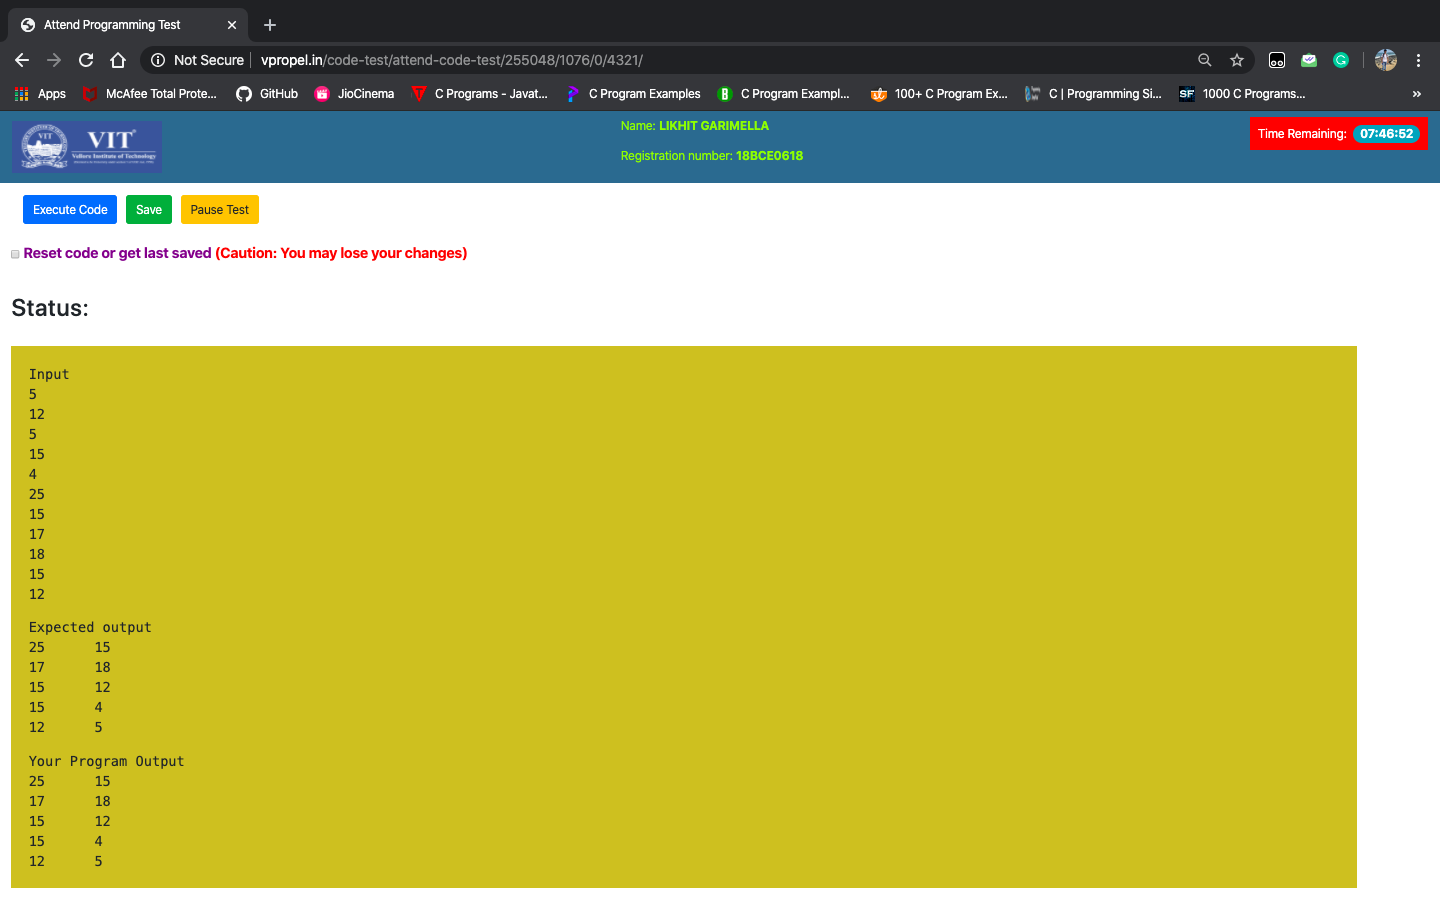 Attend Programming Test
Not Secure | vpropel.in/code-test/attend-code-test/255048/1076/0/4321/
Apps McAfee Total Prote... GitHub JioCinema C Programs - Javat... C Program Examples C Program Exampl... 100+ C Program Ex... C | Programming Si... SF 1000 C Programs... »
VIT
VIT
Vellore Institute of Technology
Name: LIKHIT GARIMELLA
Registration number: 18BCE0618
Time Remaining: 07:46:52
Execute Code Save Pause Test
Reset code or get last saved (Caution: You may lose your changes)
Status:
Input
5
12
5
15
4
25
15
17
18
15
12
Expected output
25 15
17 18
15 12
15 4
12 5
Your Program Output
25 15
17 18
15 12
15 4
12 5